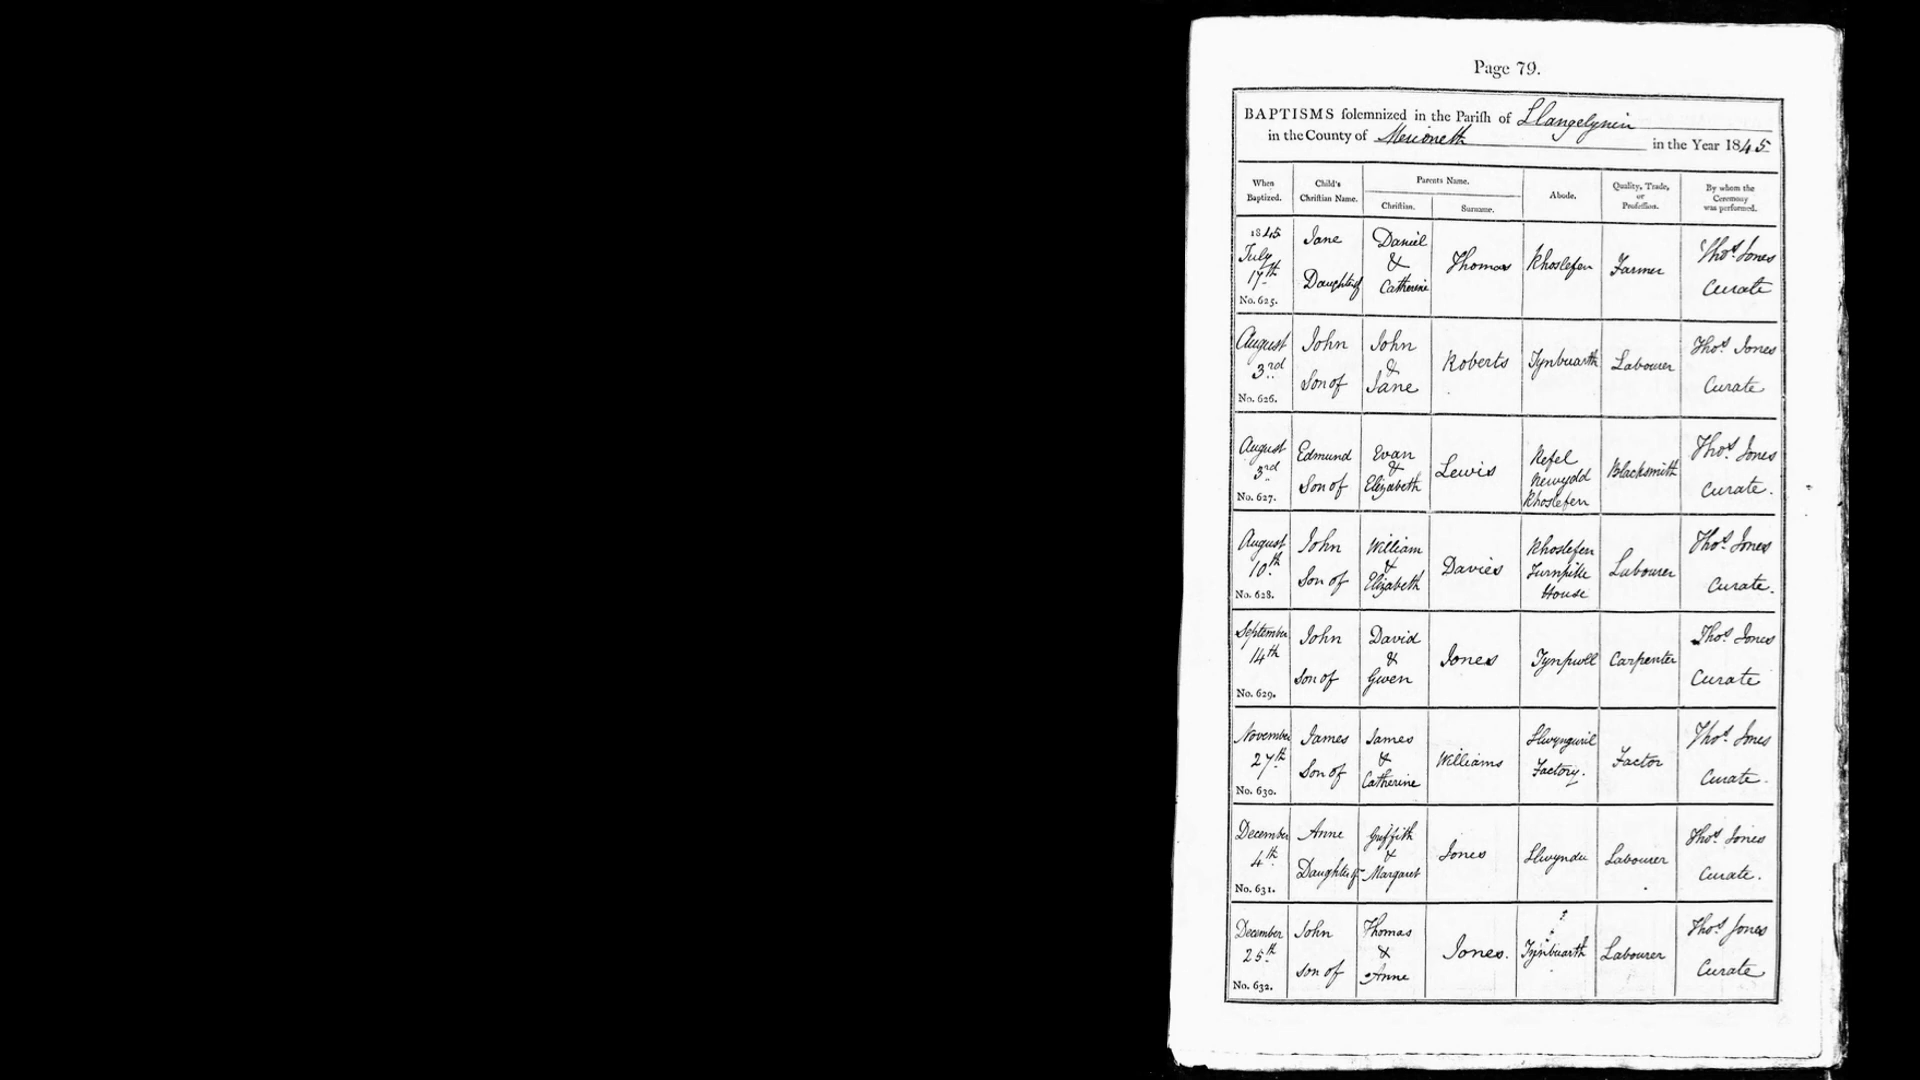 Page 79.
BAPTISMS solemnized in the Parish of Llangelynin
in the County of Merioneth in the Year 1845
When Baptized.
Child's Christian Name.
Parents Name.
Christian.
Surname.
Abode.
Quality, Trade, or Profession.
By whom the Ceremony was performed.
1845
July
17th
No. 625.
Jane
Daughter of
Daniel
&
Catherine
Thomas
Rhoslefen
Farmer
Thos. Jones
Curate
August
3rd
No. 626.
John
Son of
John
&
Jane
Roberts
Tynbuarth
Labourer
Thos. Jones
Curate
August
3rd
No. 627.
Edmund
Son of
Evan
&
Elizabeth
Lewis
Refel
Newydd
Rhoslefen
Blacksmith
Thos. Jones
Curate.
August
10th
No. 628.
John
Son of
William
&
Elizabeth
Davies
Rhoslefen
Turnpike
House
Labourer
Thos. Jones
Curate.
September
14th
No. 629.
John
Son of
David
&
Gwen
Jones
Tynpwll
Carpenter
Thos. Jones
Curate
November
27th
No. 630.
James
Son of
James
&
Catherine
Williams
Llwyngwril
Factory.
Factor
Thos. Jones
Curate.
December
4th
No. 631.
Anne
Daughter of
Griffith
&
Margaret
Jones
Llwyndu
Labourer
Thos. Jones
Curate.
December
25th
No. 632.
John
son of
Thomas
&
Anne
Jones.
?
Tynbuarth
Labourer
Thos. Jones
Curate